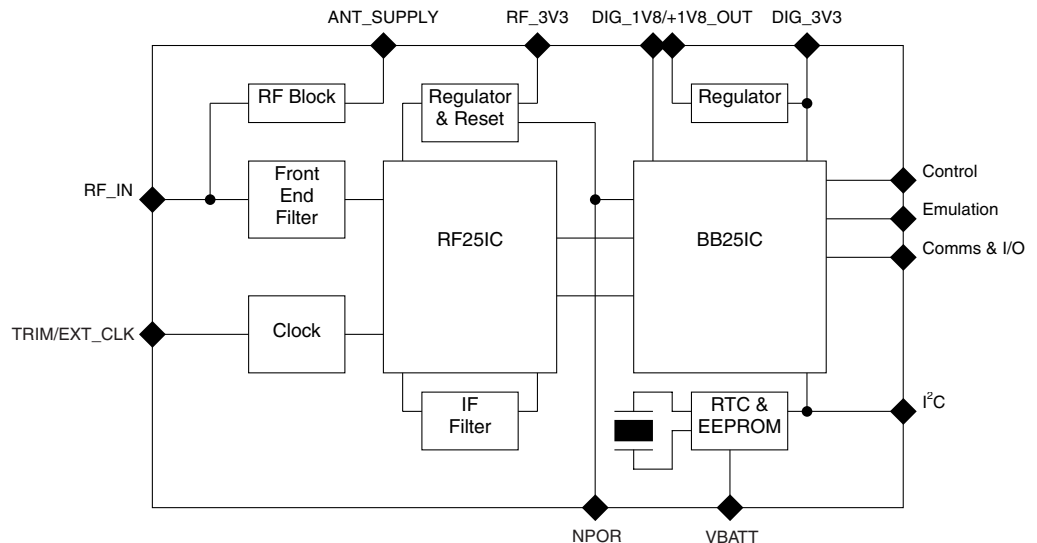 ANT_SUPPLY RF_3V3 DIG_1V8/+1V8_OUT DIG_3V3
RF Block
Regulator
& Reset
Regulator
RF_IN
Front
End
Filter
Control
Emulation
Comms & I/O
RF25IC
BB25IC
TRIM/EXT_CLK
Clock
IF
Filter
RTC &
EEPROM
I²C
NPOR
VBATT